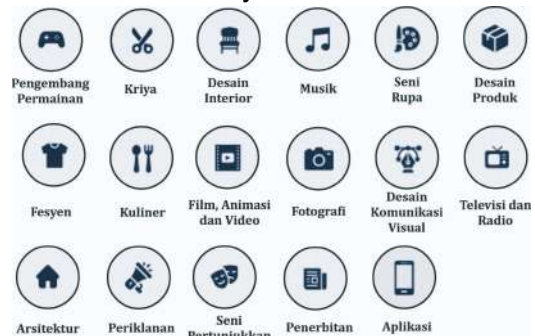 Pengembang
Permainan
Kriya
Desain
Interior
Musik
Seni
Rupa
Desain
Produk
Fesyen
Kuliner
Film, Animasi
dan Video
Fotografi
Desain
Komunikasi
Visual
Televisi dan
Radio
Arsitektur
Periklanan
Seni
Pertunjukkan
Penerbitan
Aplikasi